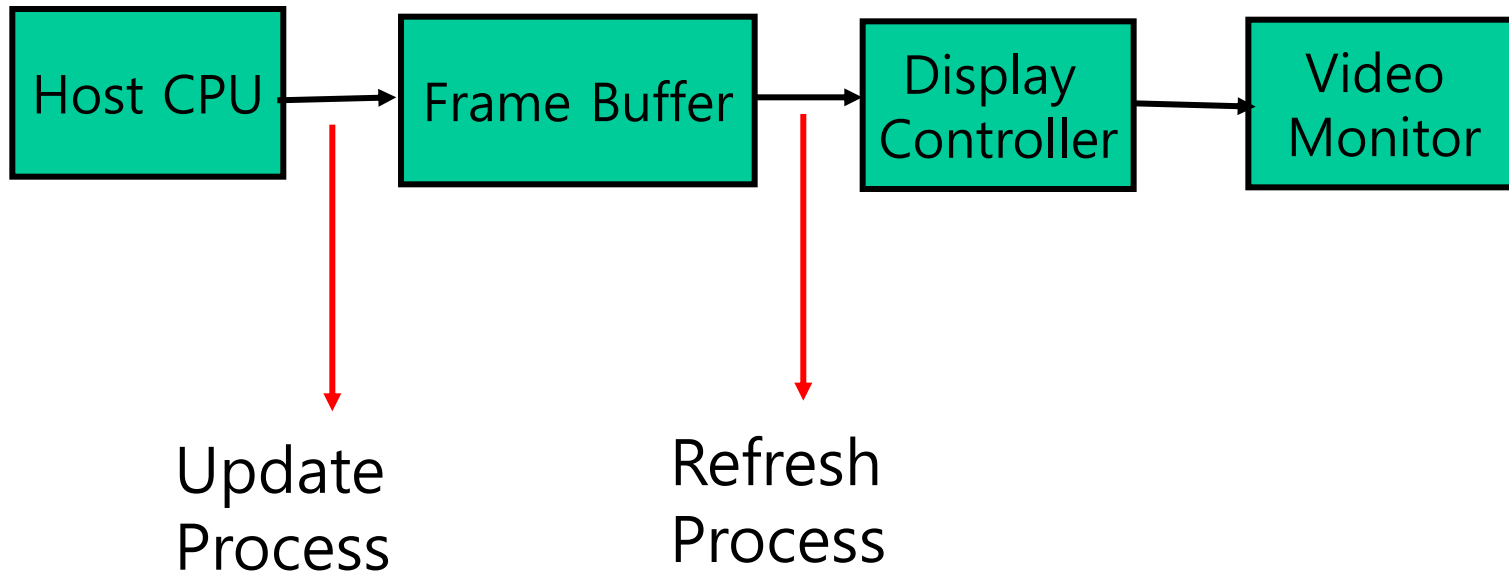 Host CPU
Frame Buffer
Display
Controller
Video
Monitor
Update
Process
Refresh
Process